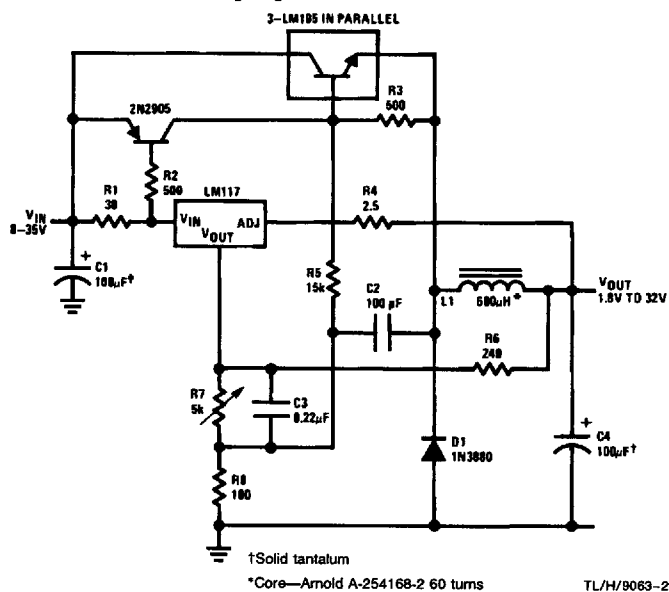 3-LM195 IN PARALLEL
R3
500
2N2905
R2
500
LM117
R1
30
R4
2.5
VIN
8-35V
VIN
ADJ
VOUT
C1
100µF†
R5
15k
C2
100 pF
L1
600µH*
VOUT
1.8V TO 32V
R6
240
R7
5k
C3
0.22µF
D1
1N3880
C4
100µF†
R8
180
†Solid tantalum
*Core—Arnold A-254168-2 60 turns
TL/H/9063-2